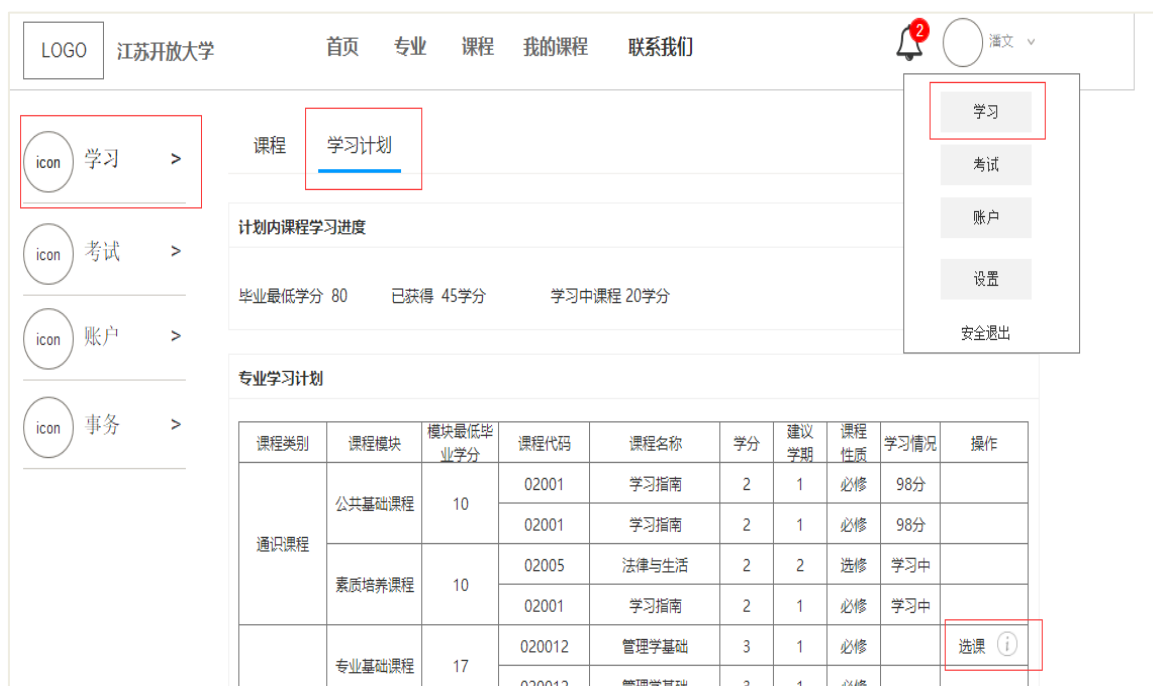 LOGO 江苏开放大学 首页 专业 课程 我的课程 联系我们 2 潘文
学习
考试
账户
设置
安全退出
icon 学习 >
icon 考试 >
icon 账户 >
icon 事务 >
课程 学习计划
计划内课程学习进度
毕业最低学分 80 已获得 45学分 学习中课程 20学分
专业学习计划
课程类别 课程模块 模块最低毕业学分 课程代码 课程名称 学分 建议学期 课程性质 学习情况 操作
通识课程 公共基础课程 10 02001 学习指南 2 1 必修 98分
02001 学习指南 2 1 必修 98分
素质培养课程 10 02005 法律与生活 2 2 选修 学习中
02001 学习指南 2 1 必修 学习中
专业基础课程 17 020012 管理学基础 3 1 必修 选课 i
020012 管理学基础 3 1 必修